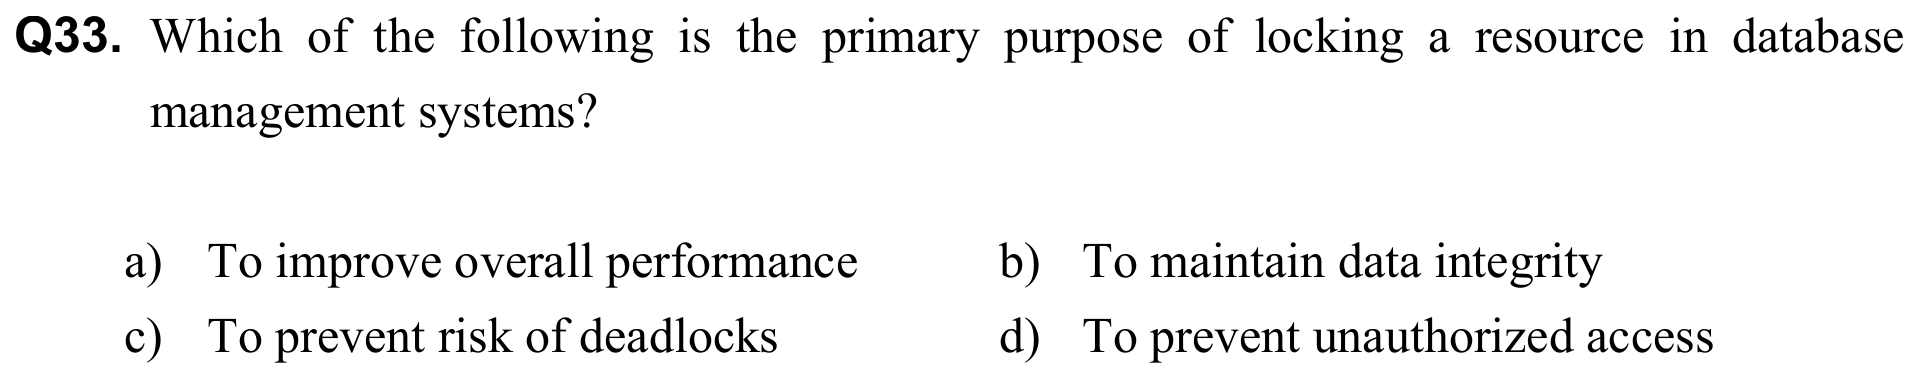 Q33. Which of the following is the primary purpose of locking a resource in database
management systems?
a) To improve overall performance b) To maintain data integrity
c) To prevent risk of deadlocks d) To prevent unauthorized access